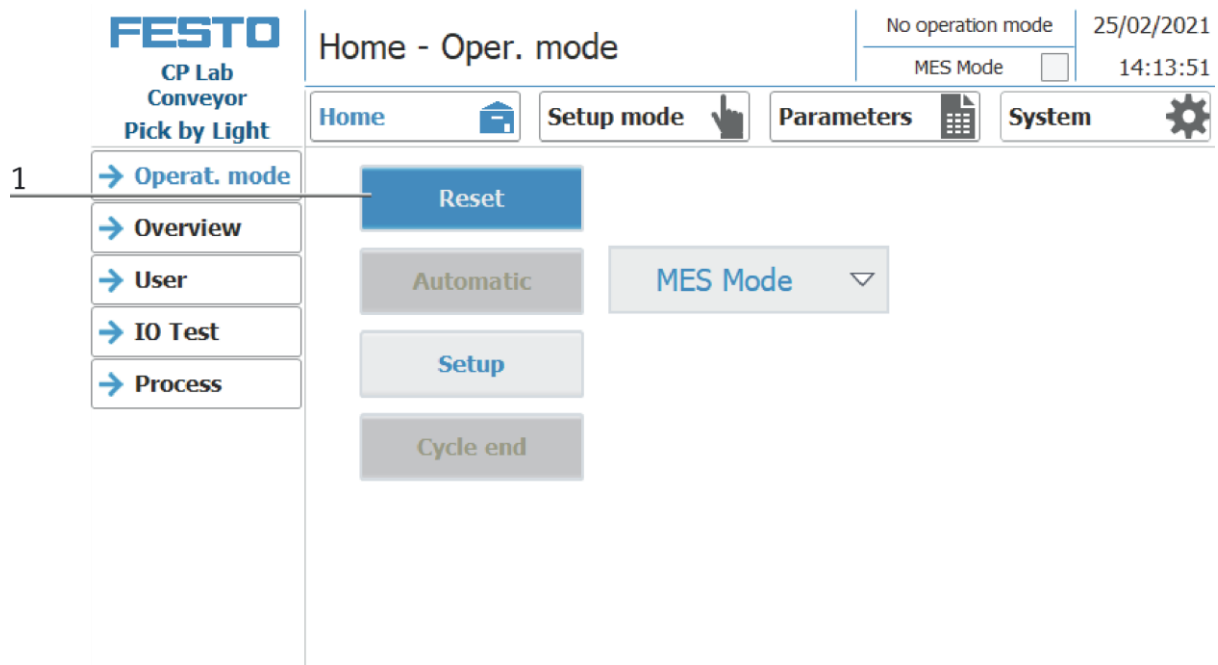 FESTO
CP Lab
Conveyor
Pick by Light
Home - Oper. mode
No operation mode
MES Mode
25/02/2021
14:13:51
Home
Setup mode
Parameters
System
1
Operat. mode
Overview
User
IO Test
Process
Reset
Automatic
MES Mode
Setup
Cycle end